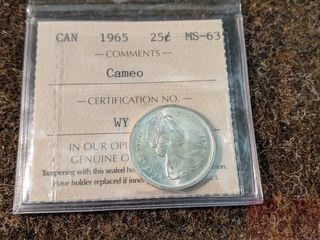 CAN 1965 25¢ MS-63
COMMENTS
Cameo
CERTIFICATION NO.
WY
IN OUR OPI
GENUINE O
Tampering with this sealed ho
Have holder replaced if inner